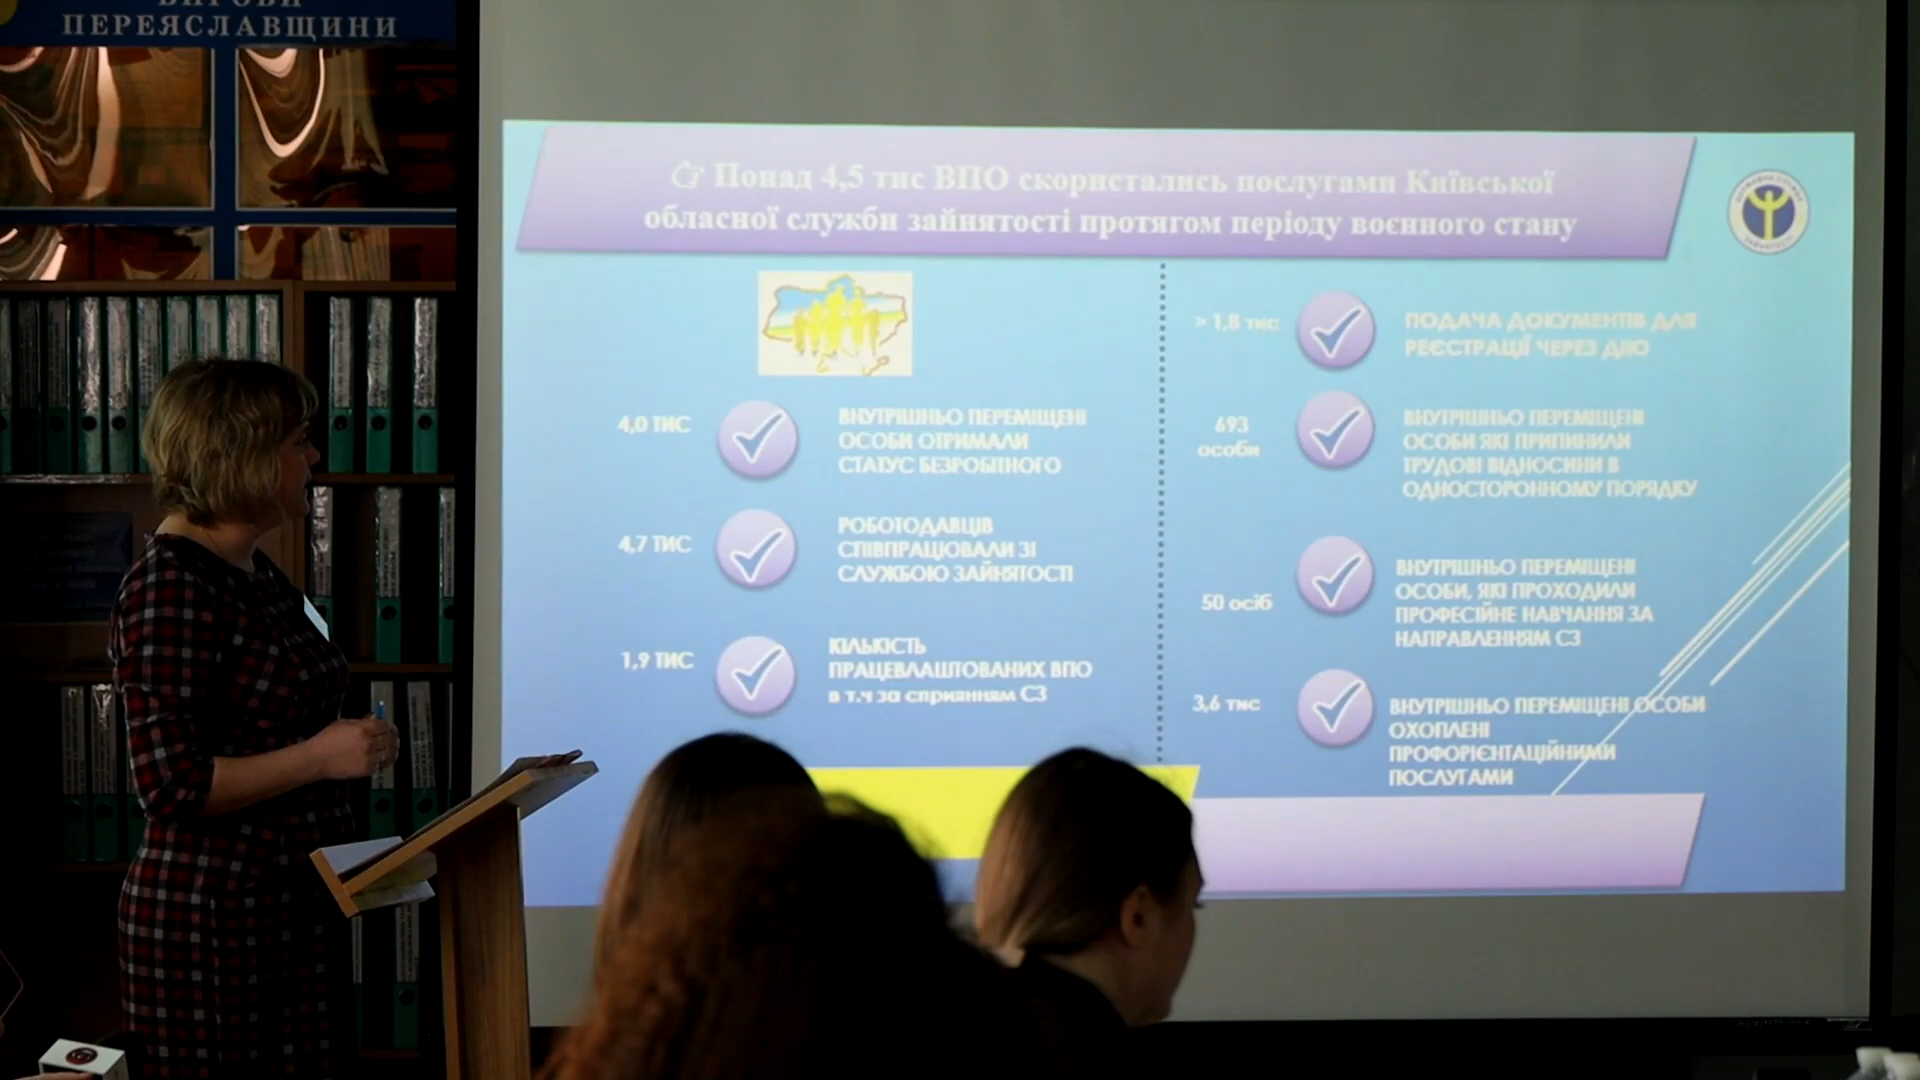 ВИРОБИ
ПЕРЕЯСЛАВЩИНИ
Понад 4,5 тис ВПО скористались послугами Київської
обласної служби зайнятості протягом періоду воєнного стану
4,0 ТИС
ВНУТРІШНЬО ПЕРЕМІЩЕНІ
ОСОБИ ОТРИМАЛИ
СТАТУС БЕЗРОБІТНОГО
4,7 ТИС
РОБОТОДАВЦІВ
СПІВПРАЦЮВАЛИ ЗІ
СЛУЖБОЮ ЗАЙНЯТОСТІ
1,9 ТИС
КІЛЬКІСТЬ
ПРАЦЕВЛАШТОВАНИХ ВПО
в т.ч за сприянням СЗ
> 1,8 тис
ПОДАЧА ДОКУМЕНТІВ ДЛЯ
РЕЄСТРАЦІЇ ЧЕРЕЗ ДІЮ
693
особи
ВНУТРІШНЬО ПЕРЕМІЩЕНІ
ОСОБИ ЯКІ ПРИПИНИЛИ
ТРУДОВІ ВІДНОСИНИ В
ОДНОСТОРОННОМУ ПОРЯДКУ
50 осіб
ВНУТРІШНЬО ПЕРЕМІЩЕНІ
ОСОБИ, ЯКІ ПРОХОДИЛИ
ПРОФЕСІЙНЕ НАВЧАННЯ ЗА
НАПРАВЛЕННЯМ СЗ
3,6 тис
ВНУТРІШНЬО ПЕРЕМІЩЕНІ ОСОБИ
ОХОПЛЕНІ
ПРОФОРІЄНТАЦІЙНИМИ
ПОСЛУГАМИ